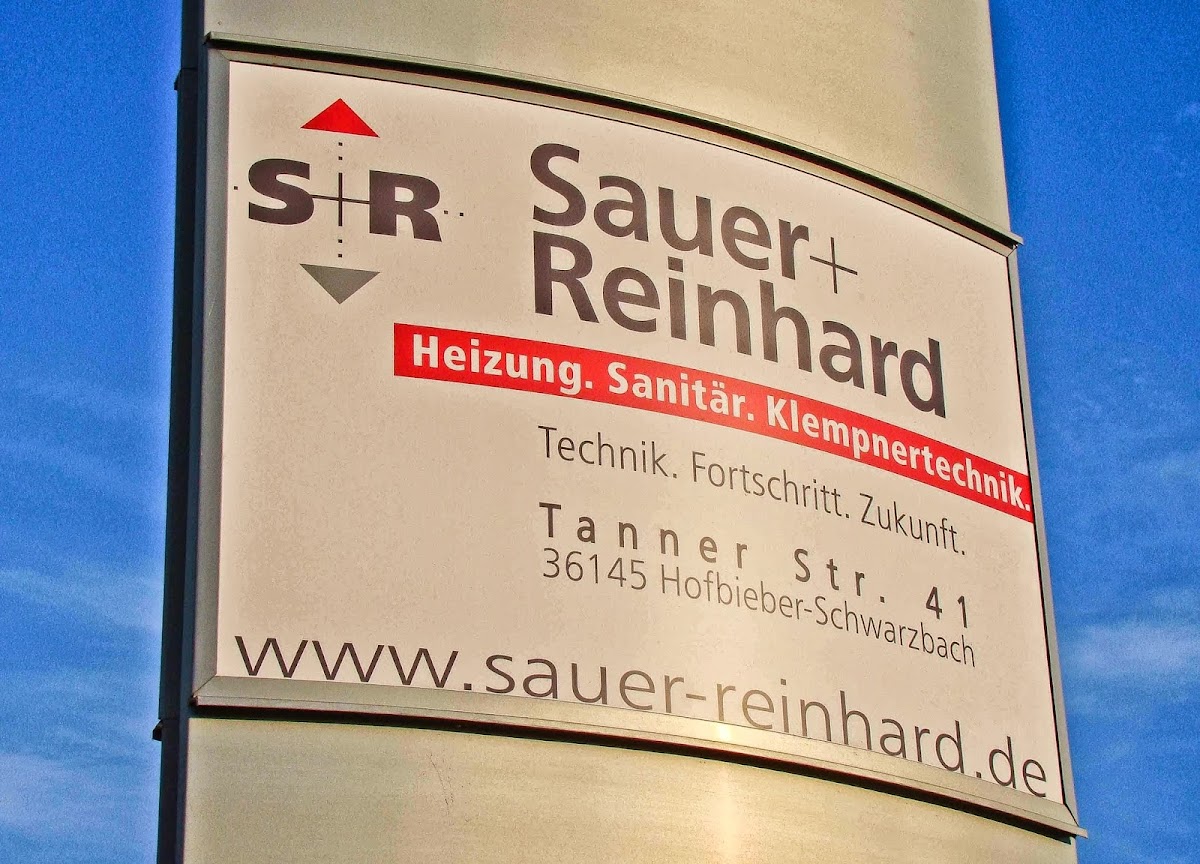 S+R
Sauer+
Reinhard
Heizung. Sanitär. Klempnertechnik.
Technik. Fortschritt. Zukunft.
Tanner Str. 41
36145 Hofbieber-Schwarzbach
www.sauer-reinhard.de